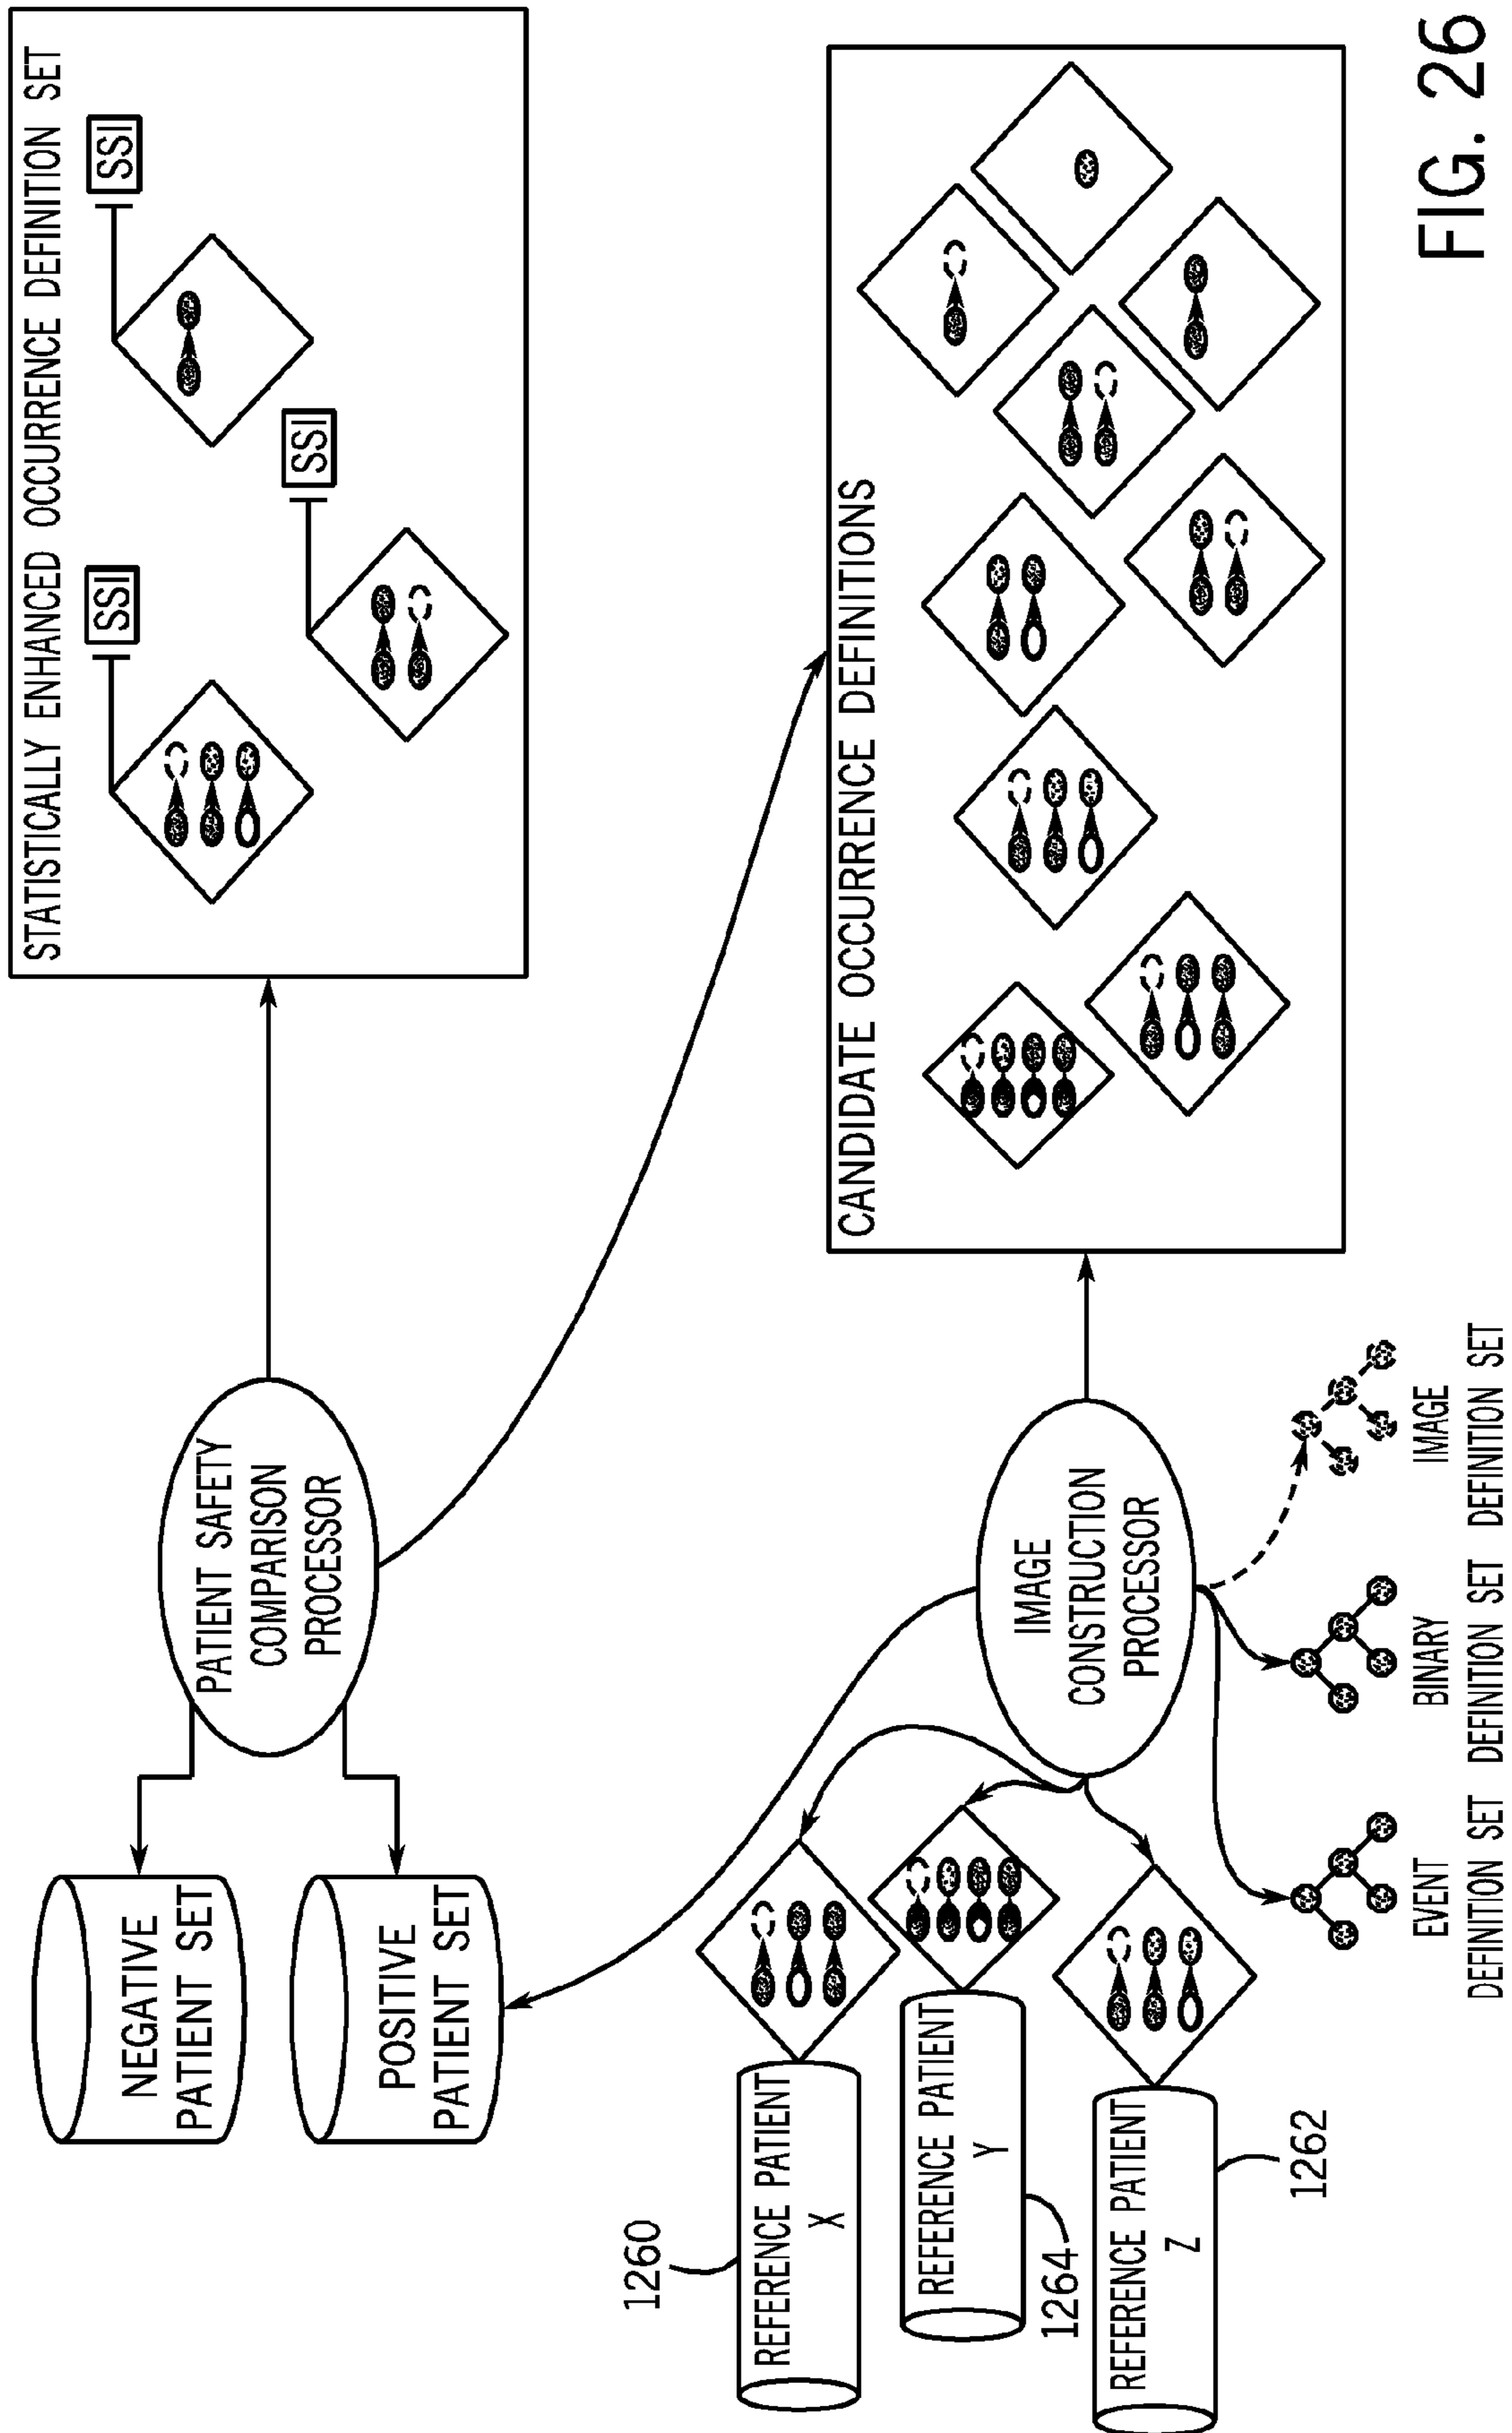 STATISTICALLY ENHANCED OCCURRENCE DEFINITION SET
SSI
SSI
SSI
NEGATIVE
PATIENT SET
POSITIVE
PATIENT SET
PATIENT SAFETY
COMPARISON
PROCESSOR
CANDIDATE OCCURRENCE DEFINITIONS
1260
REFERENCE PATIENT
X
REFERENCE PATIENT
Y
1264
REFERENCE PATIENT
Z
1262
IMAGE
CONSTRUCTION
PROCESSOR
EVENT
DEFINITION SET
BINARY
DEFINITION SET
IMAGE
DEFINITION SET
FIG. 26